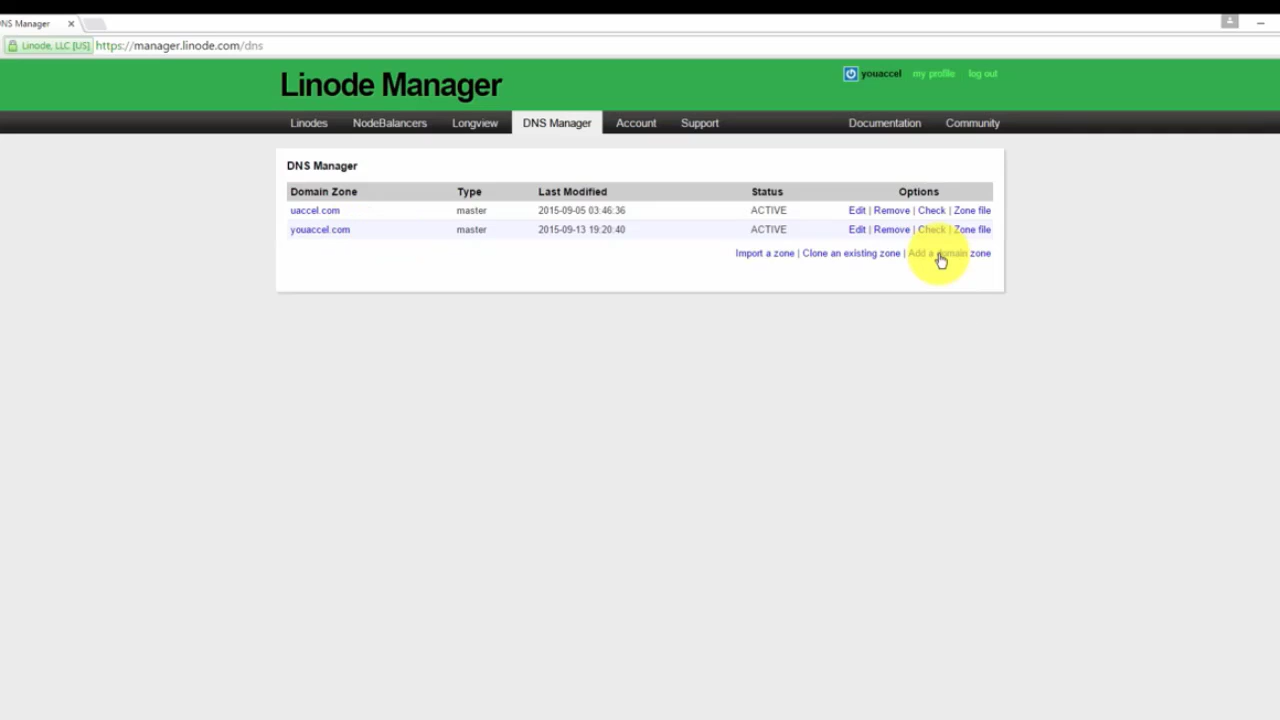 DNS Manager
Linode, LLC [US] https://manager.linode.com/dns
Linode Manager
youaccel my profile log out
Linodes NodeBalancers Longview DNS Manager Account Support Documentation Community
DNS Manager
Domain Zone Type Last Modified Status Options
uaccel.com master 2015-09-05 03:46:36 ACTIVE Edit | Remove | Check | Zone file
youaccel.com master 2015-09-13 19:20:40 ACTIVE Edit | Remove | Check | Zone file
Import a zone | Clone an existing zone | Add a domain zone